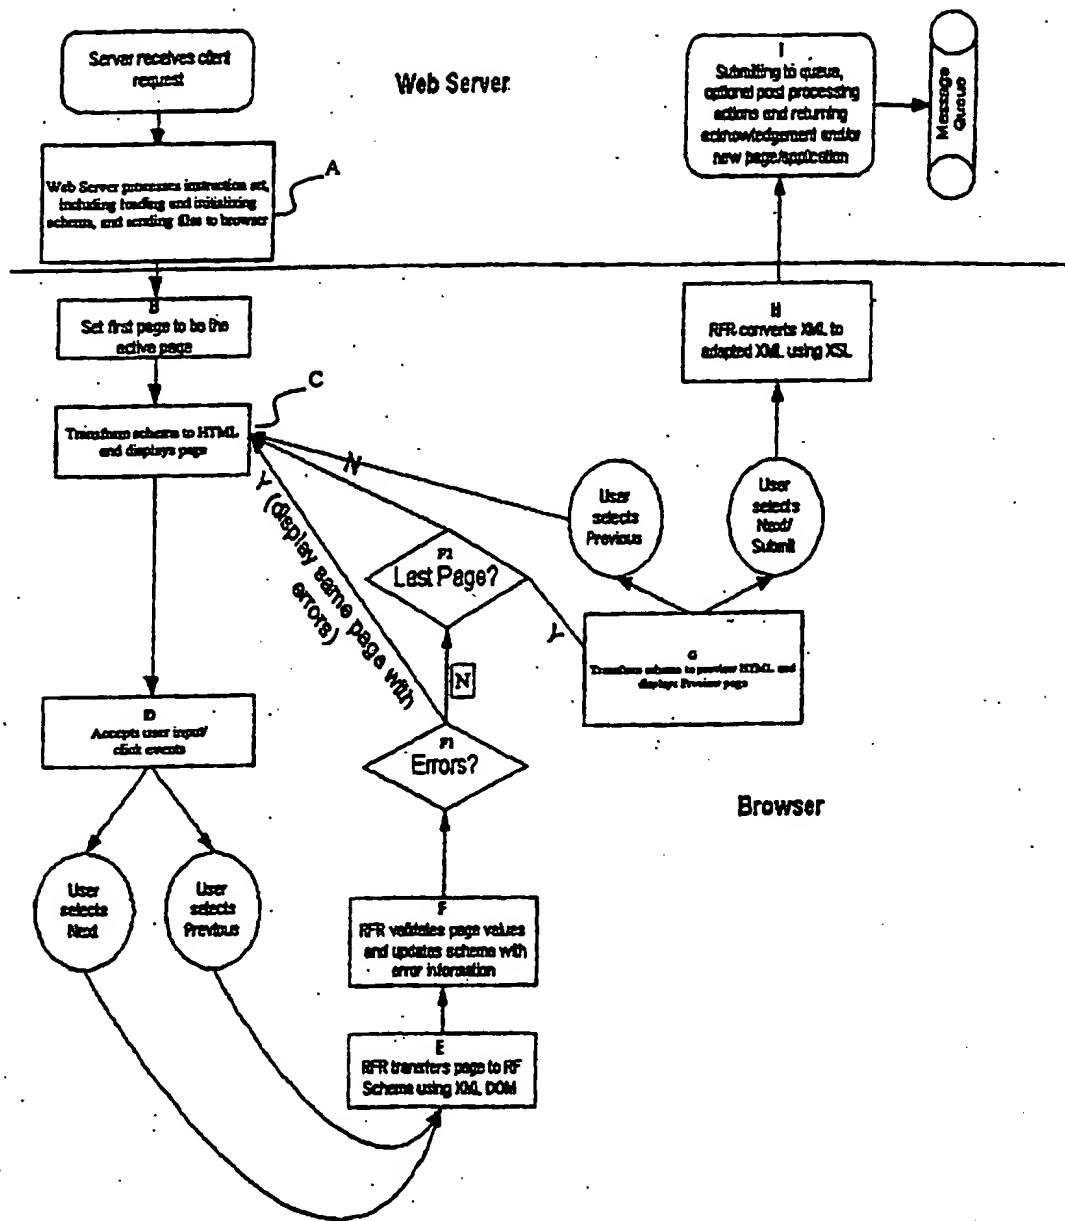 Server receives client
request
Web Server
I
Submitting to queue,
optional post processing
actions and returning
acknowledgement and/or
new page/application
Message
Queue
A
Web Server processes instruction set,
including loading and initializing
schema, and sending files to browser
B
Set first page to be the
active page
H
RFR converts XML to
adapted XML using XSL
C
Transform schema to HTML
and displays page
N
Y (display same page with
errors)
User
selects
Previous
User
selects
Next/
Submit
F2
Last Page?
Y
N
G
Transform schema to preview HTML and
displays Preview page
D
Accepts user input/
click events
F1
Errors?
Browser
User
selects
Next
User
selects
Previous
F
RFR validates page values
and updates schema with
error information
E
RFR transfers page to RF
Schema using XML DOM